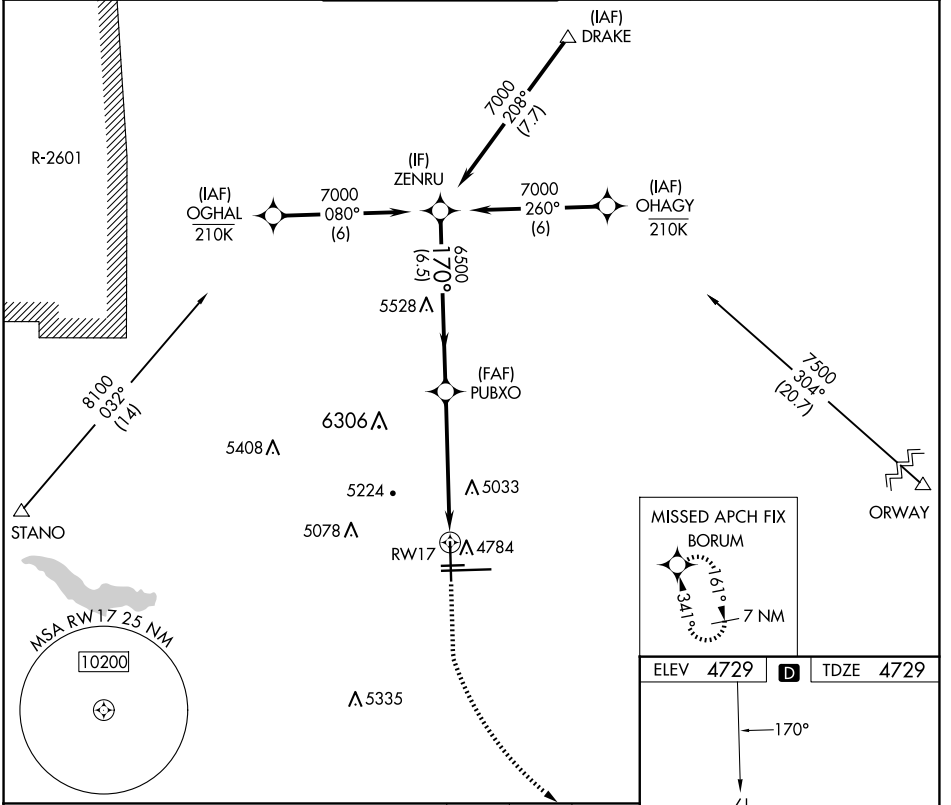 (IAF)
DRAKE
7000
208°
(7.7)
R-2601
(IF)
ZENRU
(IAF)
OGHAL
210K
7000
080°
(6)
7000
260°
(6)
(IAF)
OHAGY
210K
6500
170°
(6.5)
5528
8100
032°
(14)
7500
304°
(20.7)
(FAF)
PUBXO
6306
5408
5224
5033
5078
STANO
ORWAY
RW17
4784
MISSED APCH FIX
BORUM
161°
341°
7 NM
MSA RW17 25 NM
10200
5335
ELEV 4729
D
TDZE 4729
170°